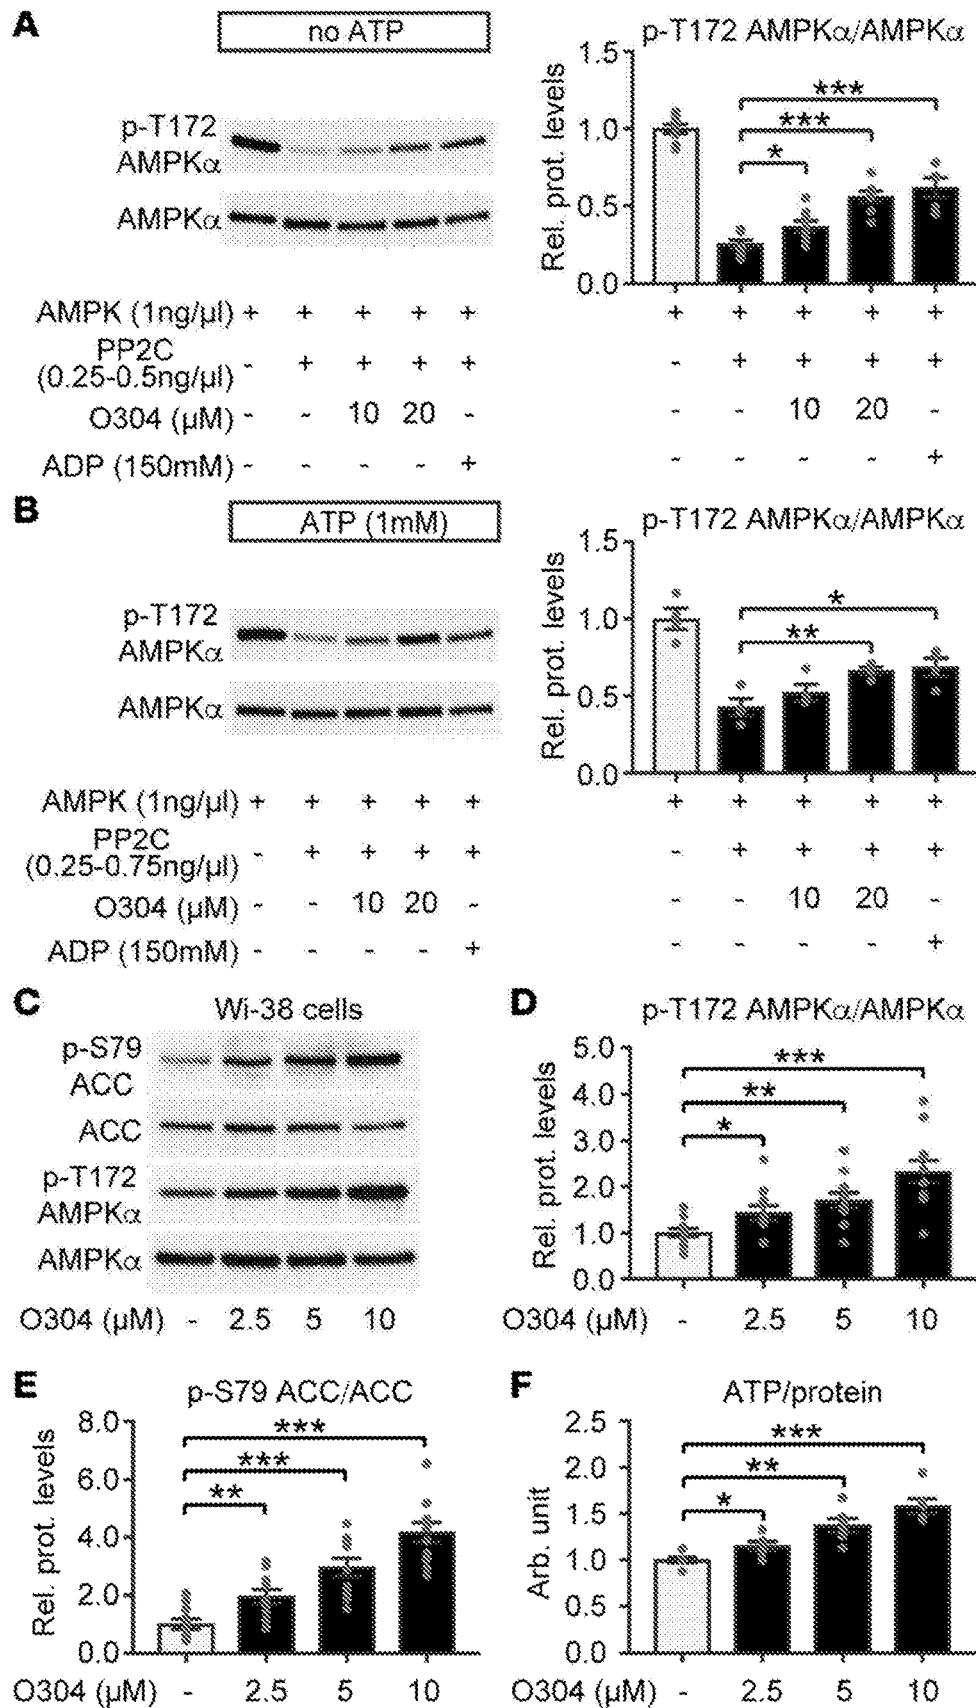 A
no ATP
p-T172
AMPKα
AMPKα
AMPK (1ng/µl) + + + + +
PP2C
(0.25-0.5ng/µl) - + + + +
O304 (µM) - - 10 20 -
ADP (150mM) - - - - +
p-T172 AMPKα/AMPKα
Rel. prot. levels
1.5
1.0
0.5
0.0
* *** ***
+ + + + +
- + + + +
- - 10 20 -
- - - - +
B
ATP (1mM)
p-T172
AMPKα
AMPKα
AMPK (1ng/µl) + + + + +
PP2C
(0.25-0.75ng/µl) - + + + +
O304 (µM) - - 10 20 -
ADP (150mM) - - - - +
p-T172 AMPKα/AMPKα
Rel. prot. levels
1.5
1.0
0.5
0.0
** *
+ + + + +
- + + + +
- - 10 20 -
- - - - +
C
Wi-38 cells
p-S79
ACC
ACC
p-T172
AMPKα
AMPKα
O304 (µM) - 2.5 5 10
D
p-T172 AMPKα/AMPKα
Rel. prot. levels
5.0
4.0
3.0
2.0
1.0
0.0
* ** ***
O304 (µM) - 2.5 5 10
E
p-S79 ACC/ACC
Rel. prot. levels
8.0
6.0
4.0
2.0
0.0
** *** ***
O304 (µM) - 2.5 5 10
F
ATP/protein
Arb. unit
2.5
2.0
1.5
1.0
0.5
0.0
* ** ***
O304 (µM) - 2.5 5 10